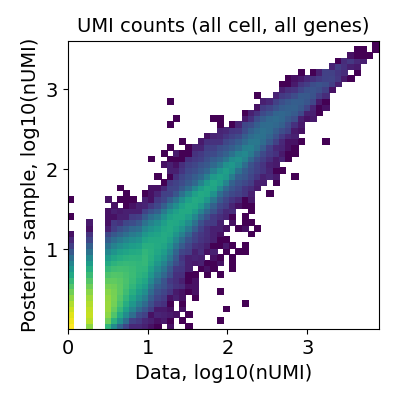 UMI counts (all cell, all genes)
Posterior sample, log10(nUMI)
3
2
1
0 1 2 3
Data, log10(nUMI)